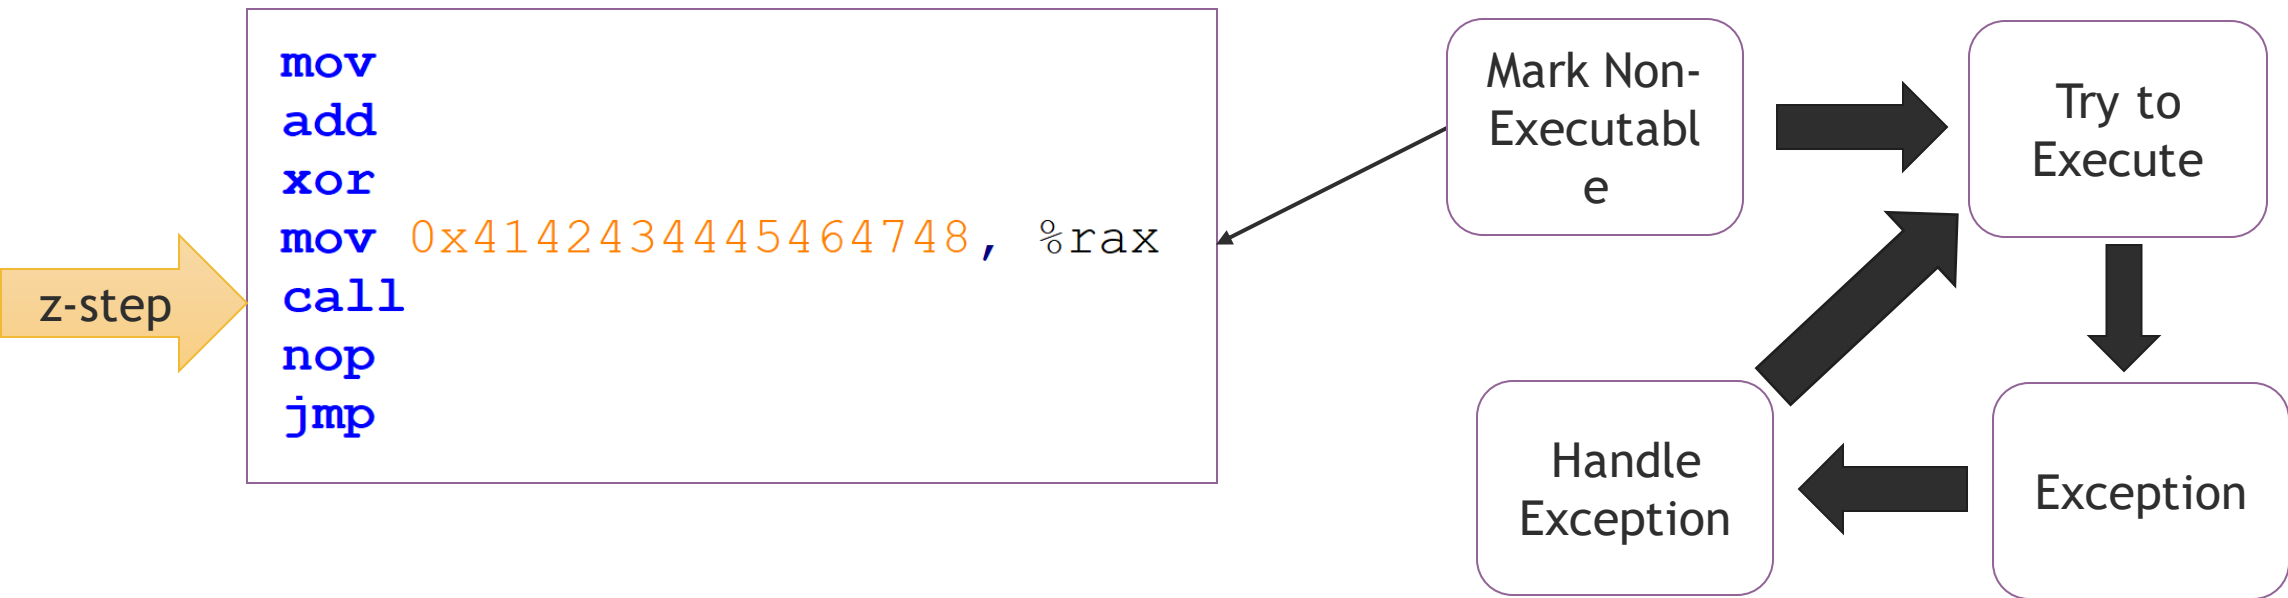 mov
add
xor
mov 0x4142434445464748, %rax
call
nop
jmp
z-step
Mark Non-
Executabl
e
Try to
Execute
Handle
Exception
Exception